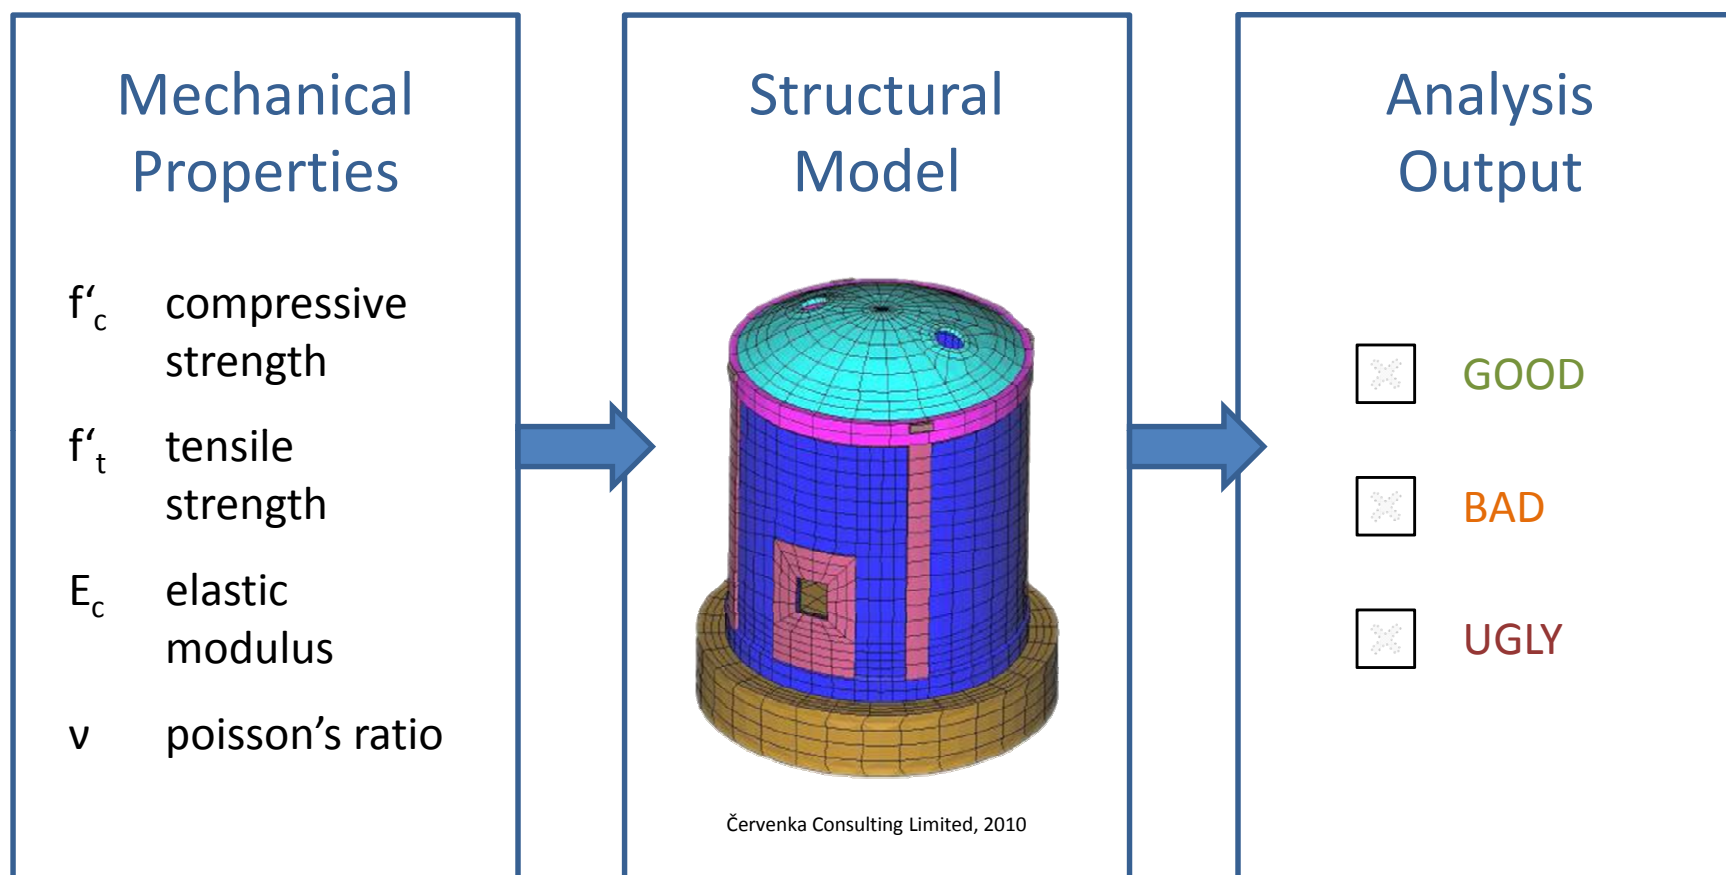 Mechanical
Properties
f‘c compressive
strength
f‘t tensile
strength
Ec elastic
modulus
ν poisson’s ratio
Structural
Model
Červenka Consulting Limited, 2010
Analysis
Output
GOOD
BAD
UGLY